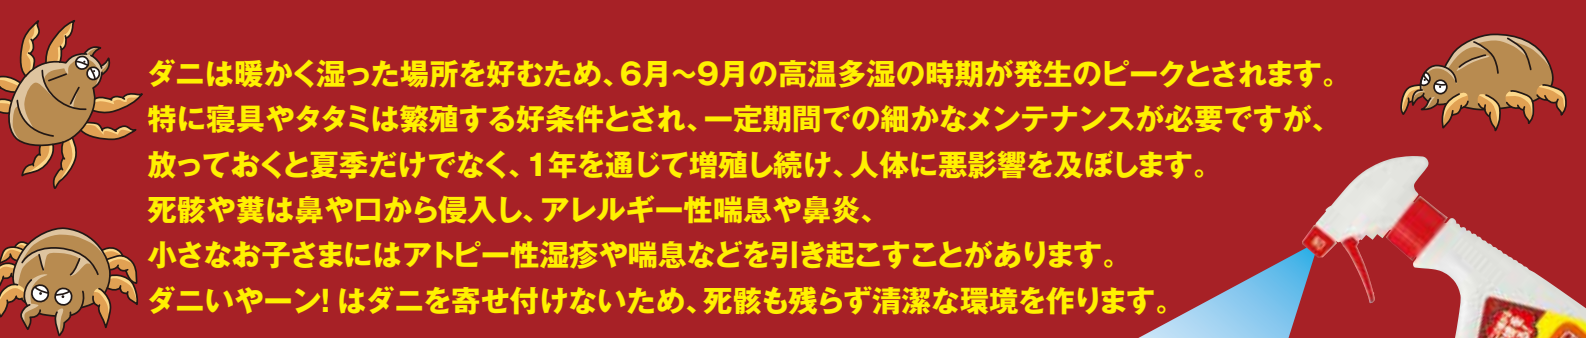 ダニは暖かく湿った場所を好むため、6月〜9月の高温多湿の時期が発生のピークとされます。
特に寝具やタタミは繁殖する好条件とされ、一定期間での細かなメンテナンスが必要ですが、
放っておくと夏季だけでなく、1年を通じて増殖し続け、人体に悪影響を及ぼします。
死骸や糞は鼻や口から侵入し、アレルギー性喘息や鼻炎、
小さなお子さまにはアトピー性湿疹や喘息などを引き起こすことがあります。
ダニいやーン! はダニを寄せ付けないため、死骸も残らず清潔な環境を作ります。